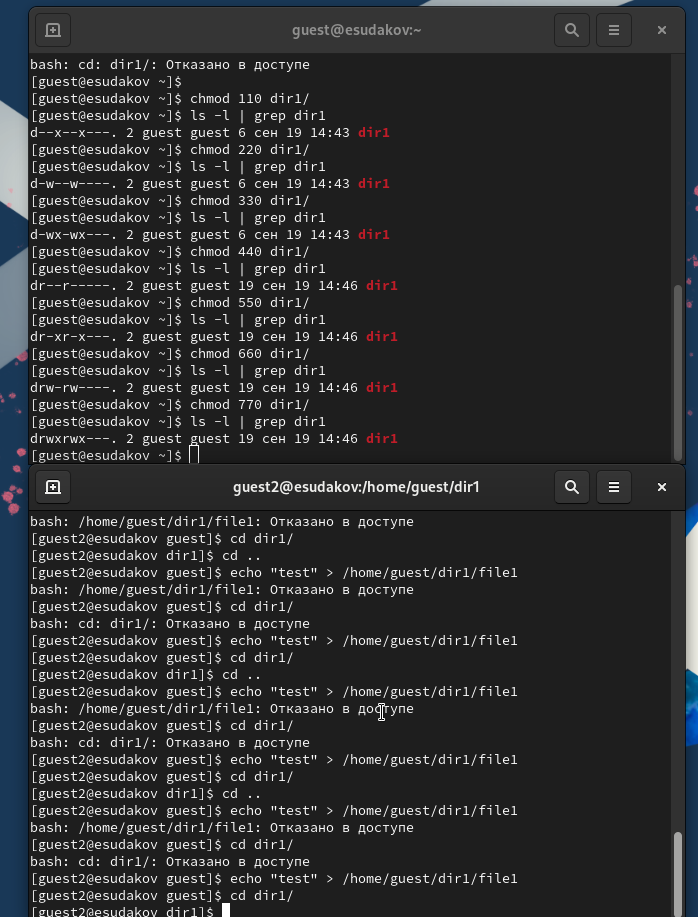 guest@esudakov:~
bash: cd: dir1/: Отказано в доступе
[guest@esudakov ~]$
[guest@esudakov ~]$ chmod 110 dir1/
[guest@esudakov ~]$ ls -l | grep dir1
d--x--x---. 2 guest guest 6 сен 19 14:43 dir1
[guest@esudakov ~]$ chmod 220 dir1/
[guest@esudakov ~]$ ls -l | grep dir1
d-w--w----. 2 guest guest 6 сен 19 14:43 dir1
[guest@esudakov ~]$ chmod 330 dir1/
[guest@esudakov ~]$ ls -l | grep dir1
d-wx-wx---. 2 guest guest 6 сен 19 14:43 dir1
[guest@esudakov ~]$ chmod 440 dir1/
[guest@esudakov ~]$ ls -l | grep dir1
dr--r-----. 2 guest guest 19 сен 19 14:46 dir1
[guest@esudakov ~]$ chmod 550 dir1/
[guest@esudakov ~]$ ls -l | grep dir1
dr-xr-x---. 2 guest guest 19 сен 19 14:46 dir1
[guest@esudakov ~]$ chmod 660 dir1/
[guest@esudakov ~]$ ls -l | grep dir1
drw-rw----. 2 guest guest 19 сен 19 14:46 dir1
[guest@esudakov ~]$ chmod 770 dir1/
[guest@esudakov ~]$ ls -l | grep dir1
drwxrwx---. 2 guest guest 19 сен 19 14:46 dir1
[guest@esudakov ~]$
guest2@esudakov:/home/guest/dir1
bash: /home/guest/dir1/file1: Отказано в доступе
[guest2@esudakov guest]$ cd dir1/
[guest2@esudakov dir1]$ cd ..
[guest2@esudakov guest]$ echo "test" > /home/guest/dir1/file1
bash: /home/guest/dir1/file1: Отказано в доступе
[guest2@esudakov guest]$ cd dir1/
bash: cd: dir1/: Отказано в доступе
[guest2@esudakov guest]$ echo "test" > /home/guest/dir1/file1
[guest2@esudakov guest]$ cd dir1/
[guest2@esudakov dir1]$ cd ..
[guest2@esudakov guest]$ echo "test" > /home/guest/dir1/file1
bash: /home/guest/dir1/file1: Отказано в доступе
[guest2@esudakov guest]$ cd dir1/
bash: cd: dir1/: Отказано в доступе
[guest2@esudakov guest]$ echo "test" > /home/guest/dir1/file1
[guest2@esudakov guest]$ cd dir1/
[guest2@esudakov dir1]$ cd ..
[guest2@esudakov guest]$ echo "test" > /home/guest/dir1/file1
bash: /home/guest/dir1/file1: Отказано в доступе
[guest2@esudakov guest]$ cd dir1/
bash: cd: dir1/: Отказано в доступе
[guest2@esudakov guest]$ echo "test" > /home/guest/dir1/file1
[guest2@esudakov guest]$ cd dir1/
[guest2@esudakov dir1]$